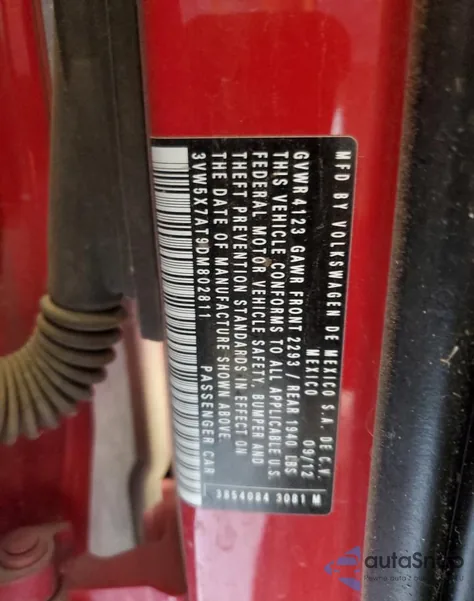 MFD BY VOLKSWAGEN DE MEXICO S.A. DE C.V.
MEXICO 09/12
GVWR 4123 GAWR FRONT 2293 / REAR 1940 LBS
THIS VEHICLE CONFORMS TO ALL APPLICABLE U.S.
FEDERAL MOTOR VEHICLE SAFETY, BUMPER AND
THEFT PREVENTION STANDARDS IN EFFECT ON
THE DATE OF MANUFACTURE SHOWN ABOVE.
3VW5X7AT9DM802811 PASSENGER CAR
3854084 3081 M
autaSnap